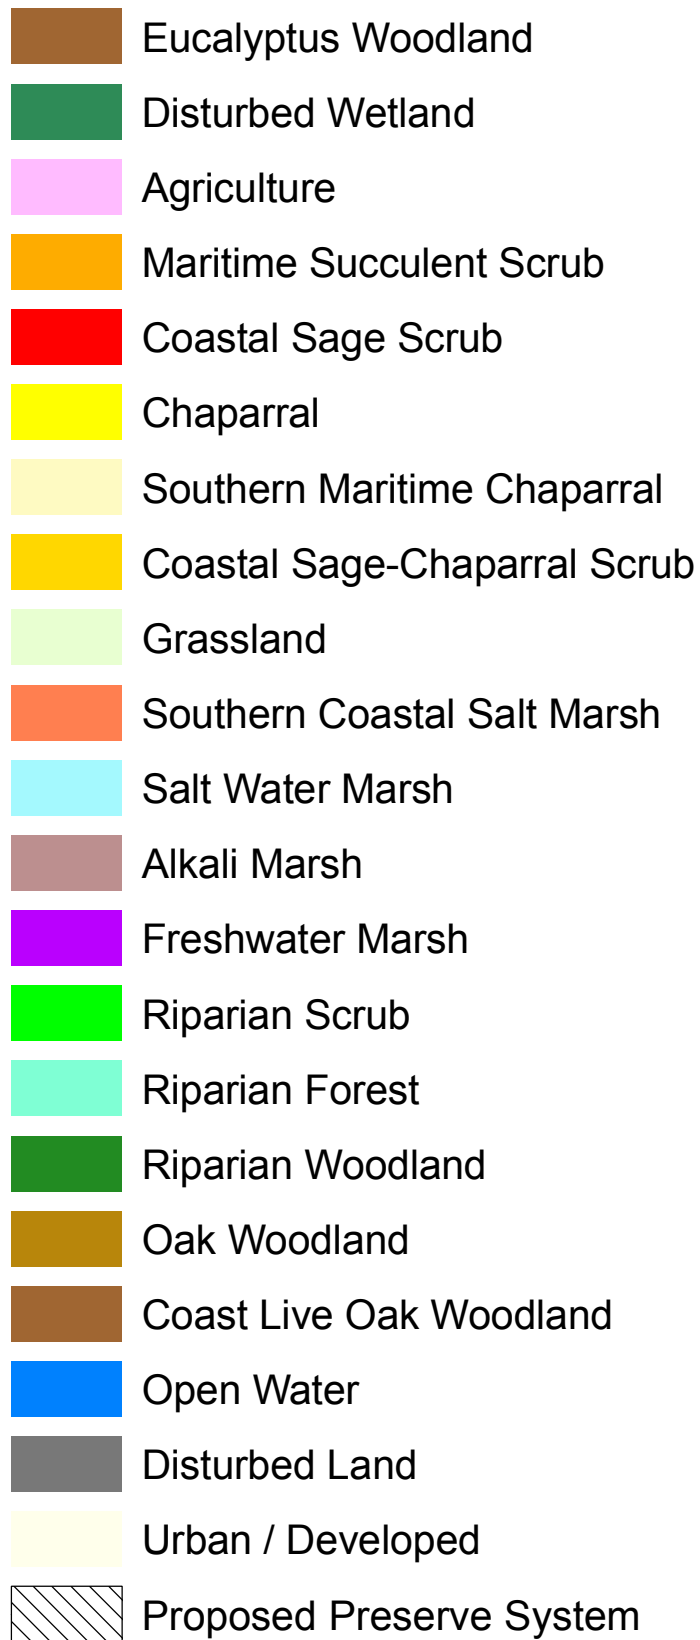 Eucalyptus Woodland
Disturbed Wetland
Agriculture
Maritime Succulent Scrub
Coastal Sage Scrub
Chaparral
Southern Maritime Chaparral
Coastal Sage-Chaparral Scrub
Grassland
Southern Coastal Salt Marsh
Salt Water Marsh
Alkali Marsh
Freshwater Marsh
Riparian Scrub
Riparian Forest
Riparian Woodland
Oak Woodland
Coast Live Oak Woodland
Open Water
Disturbed Land
Urban / Developed
Proposed Preserve System